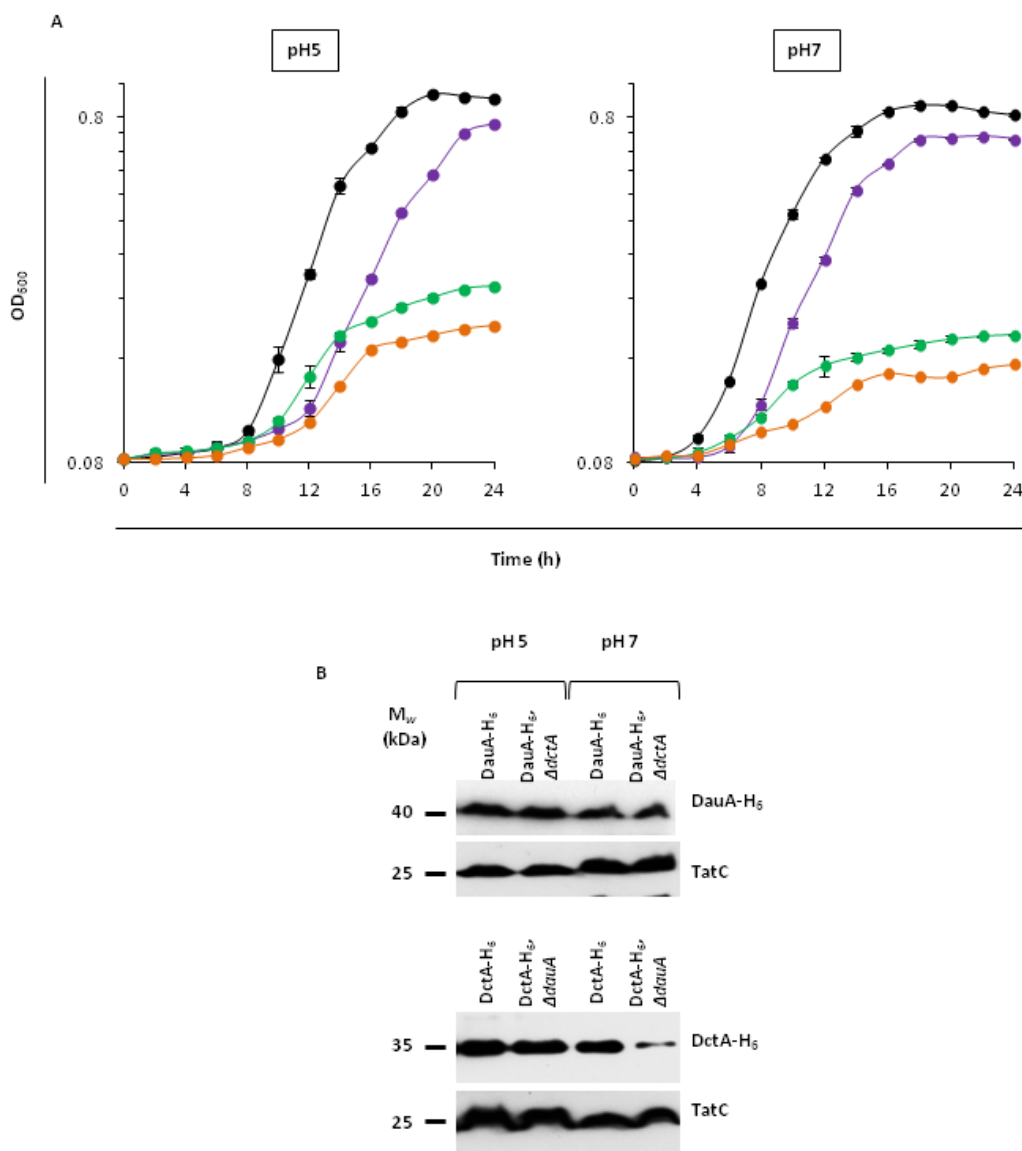 A
pH5
pH7
OD600
0.8
0.08
0 4 8 12 16 20 24
0.8
0.08
0 4 8 12 16 20 24
Time (h)
B
pH 5
pH 7
Mw
(kDa)
DauA-H6
DauA-H6,
ΔdctA
DauA-H6
DauA-H6,
ΔdctA
40
DauA-H6
25
TatC
DctA-H6
DctA-H6,
ΔdauA
DctA-H6
DctA-H6,
ΔdauA
35
DctA-H6
25
TatC